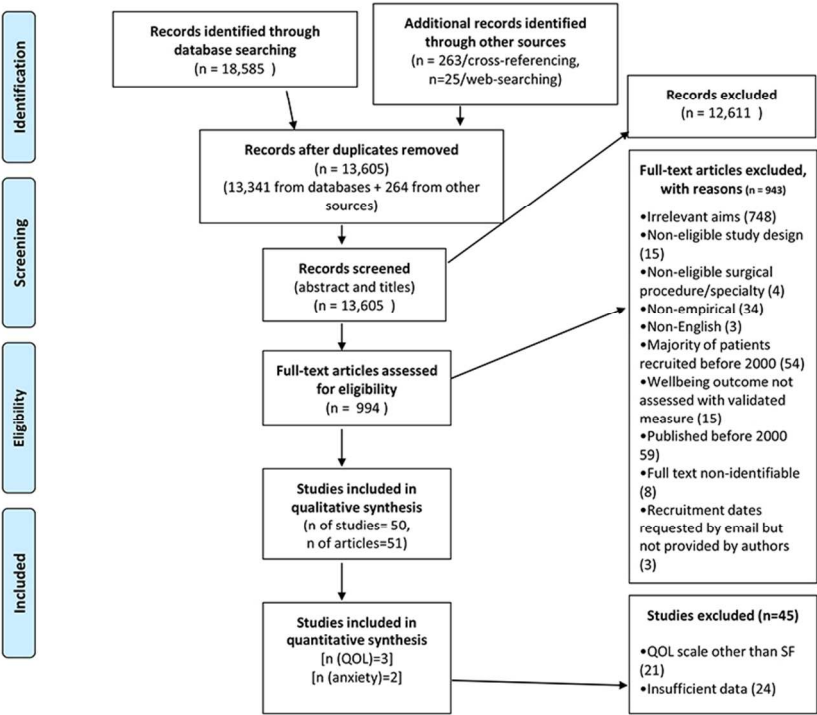 Identification
Records identified through
database searching
(n = 18,585 )
Additional records identified
through other sources
(n = 263/cross-referencing,
n=25/web-searching)
Records excluded
(n = 12,611 )
Records after duplicates removed
(n = 13,605)
(13,341 from databases + 264 from other
sources)
Screening
Records screened
(abstract and titles)
(n = 13,605 )
Full-text articles excluded,
with reasons (n = 943)
•Irrelevant aims (748)
•Non-eligible study design
(15)
•Non-eligible surgical
procedure/specialty (4)
•Non-empirical (34)
•Non-English (3)
•Majority of patients
recruited before 2000 (54)
•Wellbeing outcome not
assessed with validated
measure (15)
•Published before 2000
59)
•Full text non-identifiable
(8)
•Recruitment dates
requested by email but
not provided by authors
(3)
Eligibility
Full-text articles assessed
for eligibility
(n = 994 )
Studies included in
qualitative synthesis
(n of studies= 50,
n of articles=51)
Included
Studies included in
quantitative synthesis
[n (QOL)=3]
[n (anxiety)=2]
Studies excluded (n=45)
•QOL scale other than SF
(21)
•Insufficient data (24)